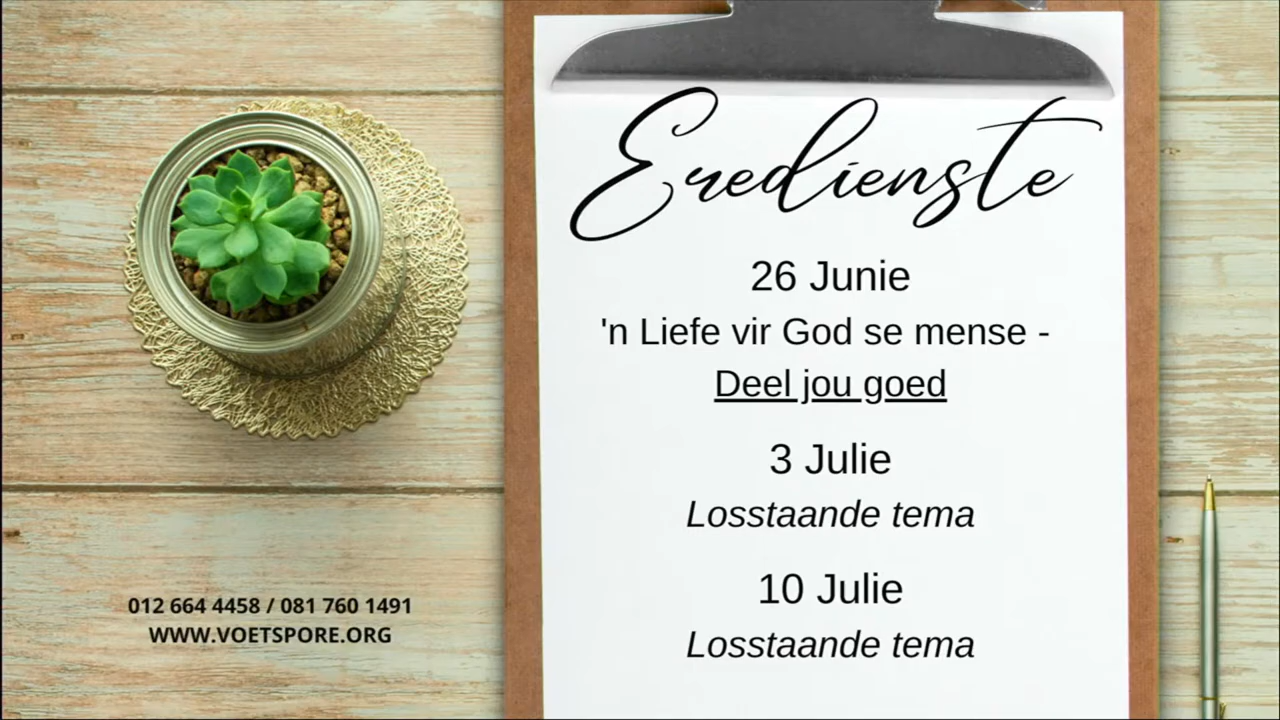 Eredienste
26 Junie
'n Liefe vir God se mense -
Deel jou goed
3 Julie
Losstaande tema
10 Julie
Losstaande tema
012 664 4458 / 081 760 1491
WWW.VOETSPORE.ORG